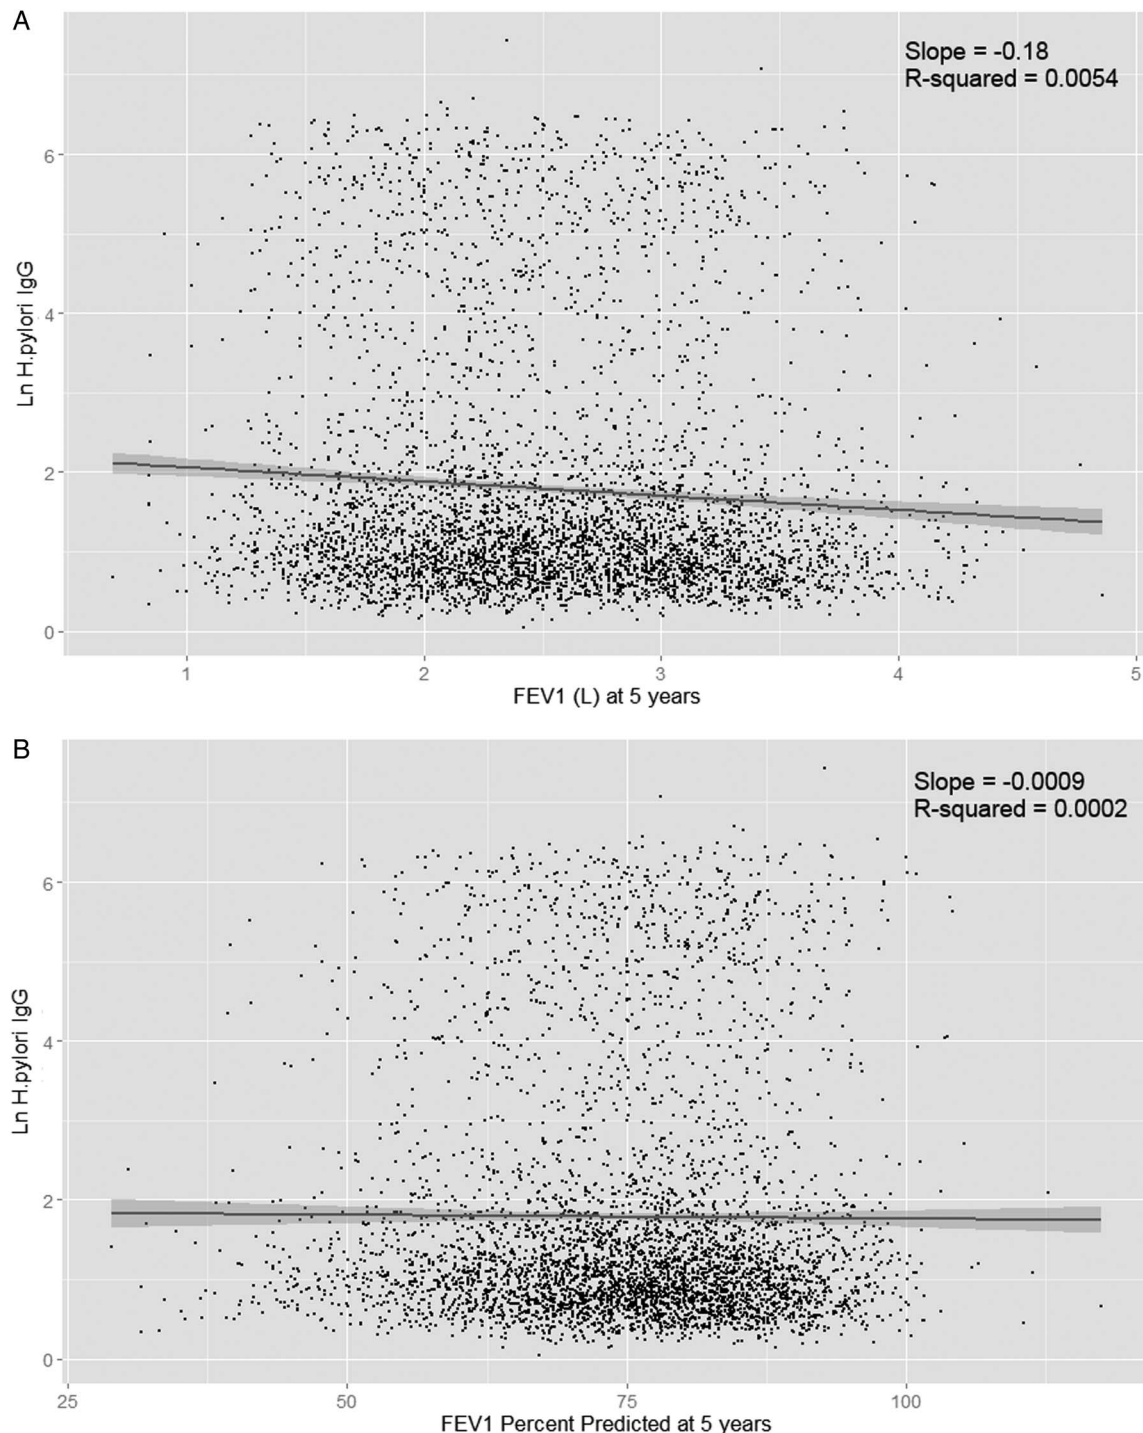 A
Slope = -0.18
R-squared = 0.0054
6
4
2
0
Ln H.pylori IgG
1 2 3 4 5
FEV1 (L) at 5 years
B
Slope = -0.0009
R-squared = 0.0002
6
4
2
0
Ln H.pylori IgG
25 50 75 100
FEV1 Percent Predicted at 5 years